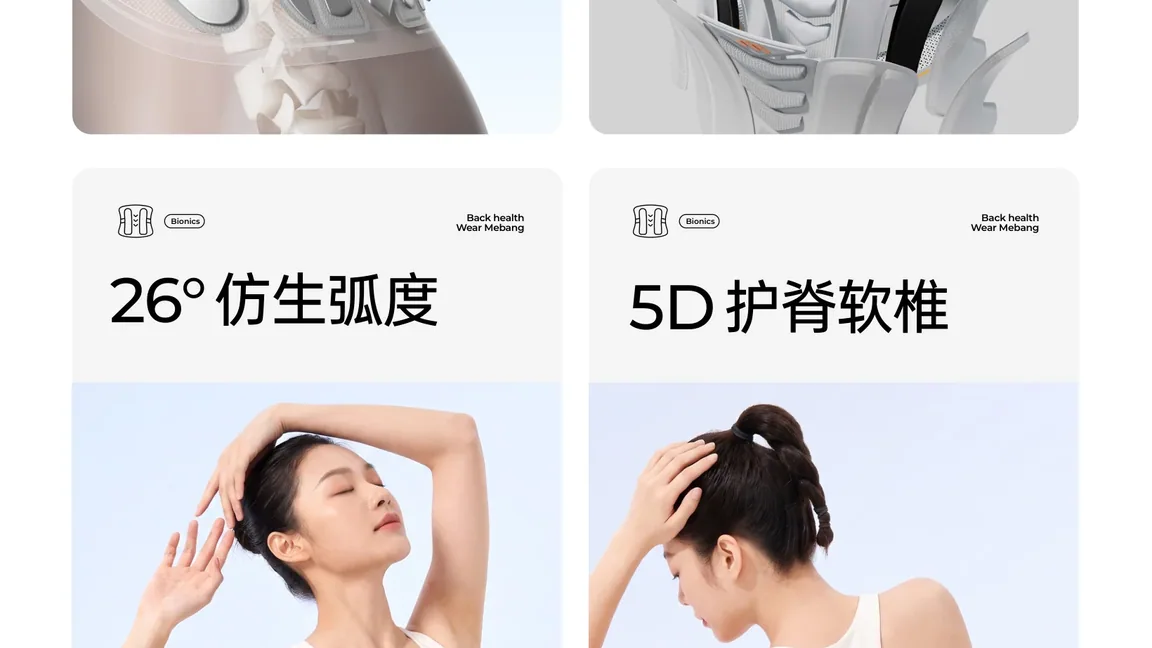 Bionics
Back health
Wear Mebang
26° 仿生弧度
Bionics
Back health
Wear Mebang
5D 护脊软椎